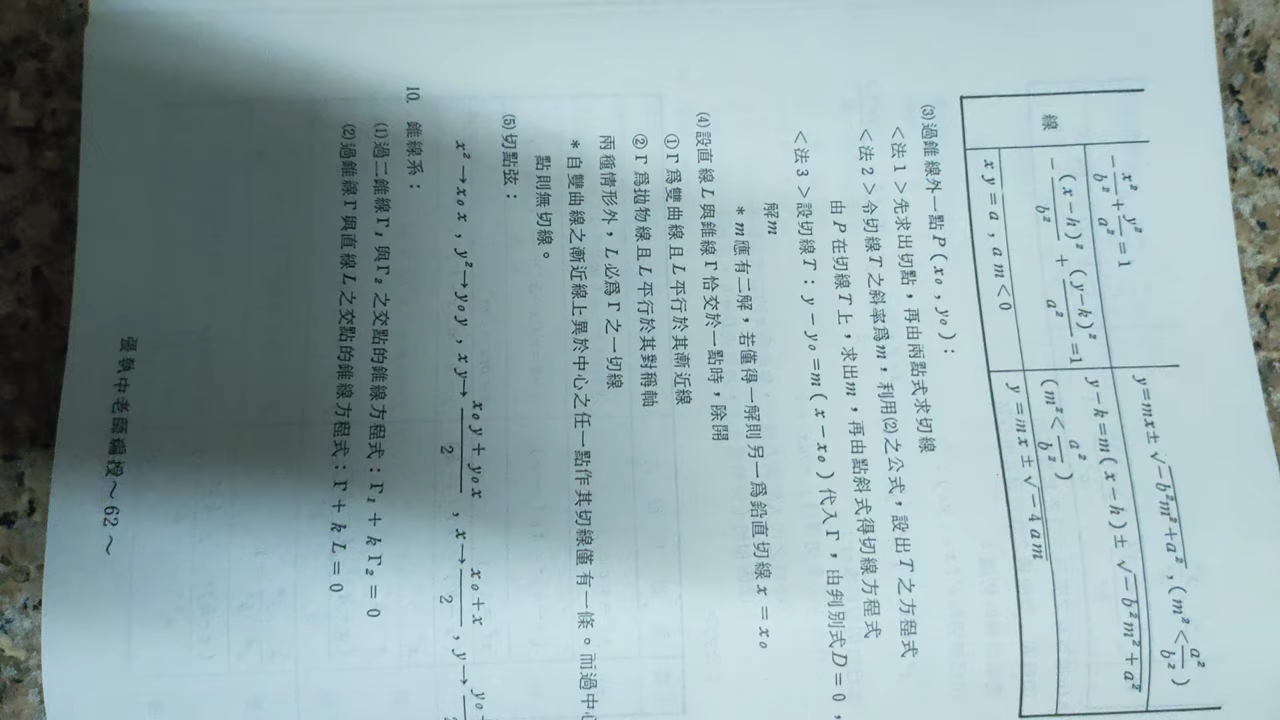 線
-x²/b²+y²/a²=1
y=mx±√-b²m²+a², (m²<a²/b²)
-(x-h)²/b²+(y-k)²/a²=1
y-k=m(x-h)±√-b²m²+a²
(m²<a²/b²)
xy=a, am<0
y=mx±√-4am
⑶過錐線外一點P(x₀,y₀):
<法1>先求出切點,再由兩點式求切線
<法2>令切線T之斜率爲m,利用⑵之公式,設出T之方程式
由P在切線T上,求出m,再由點斜式得切線方程式
<法3>設切線T:y-y₀=m(x-x₀)代入Γ,由判別式D=0,
解m
*m應有二解,若僅得一解則另一爲鉛直切線x=x₀
⑷設直線L與錐線Γ恰交於一點時,除開
①Γ爲雙曲線且L平行於其漸近線
②Γ爲拋物線且L平行於其對稱軸
兩種情形外,L必爲Γ之一切線
*自雙曲線之漸近線上異於中心之任一點作其切線僅有一條。而過中心
點則無切線。
⑸切點弦:
x²→x₀x, y²→y₀y, xy→x₀y+y₀x/2, x→x₀+x/2, y→y₀
10. 錐線系:
⑴過二錐線Γ₁與Γ₂之交點的錐線方程式:Γ₁+kΓ₂=0
⑵過錐線Γ與直線L之交點的錐線方程式:Γ+kL=0
張執中老師編授~62~